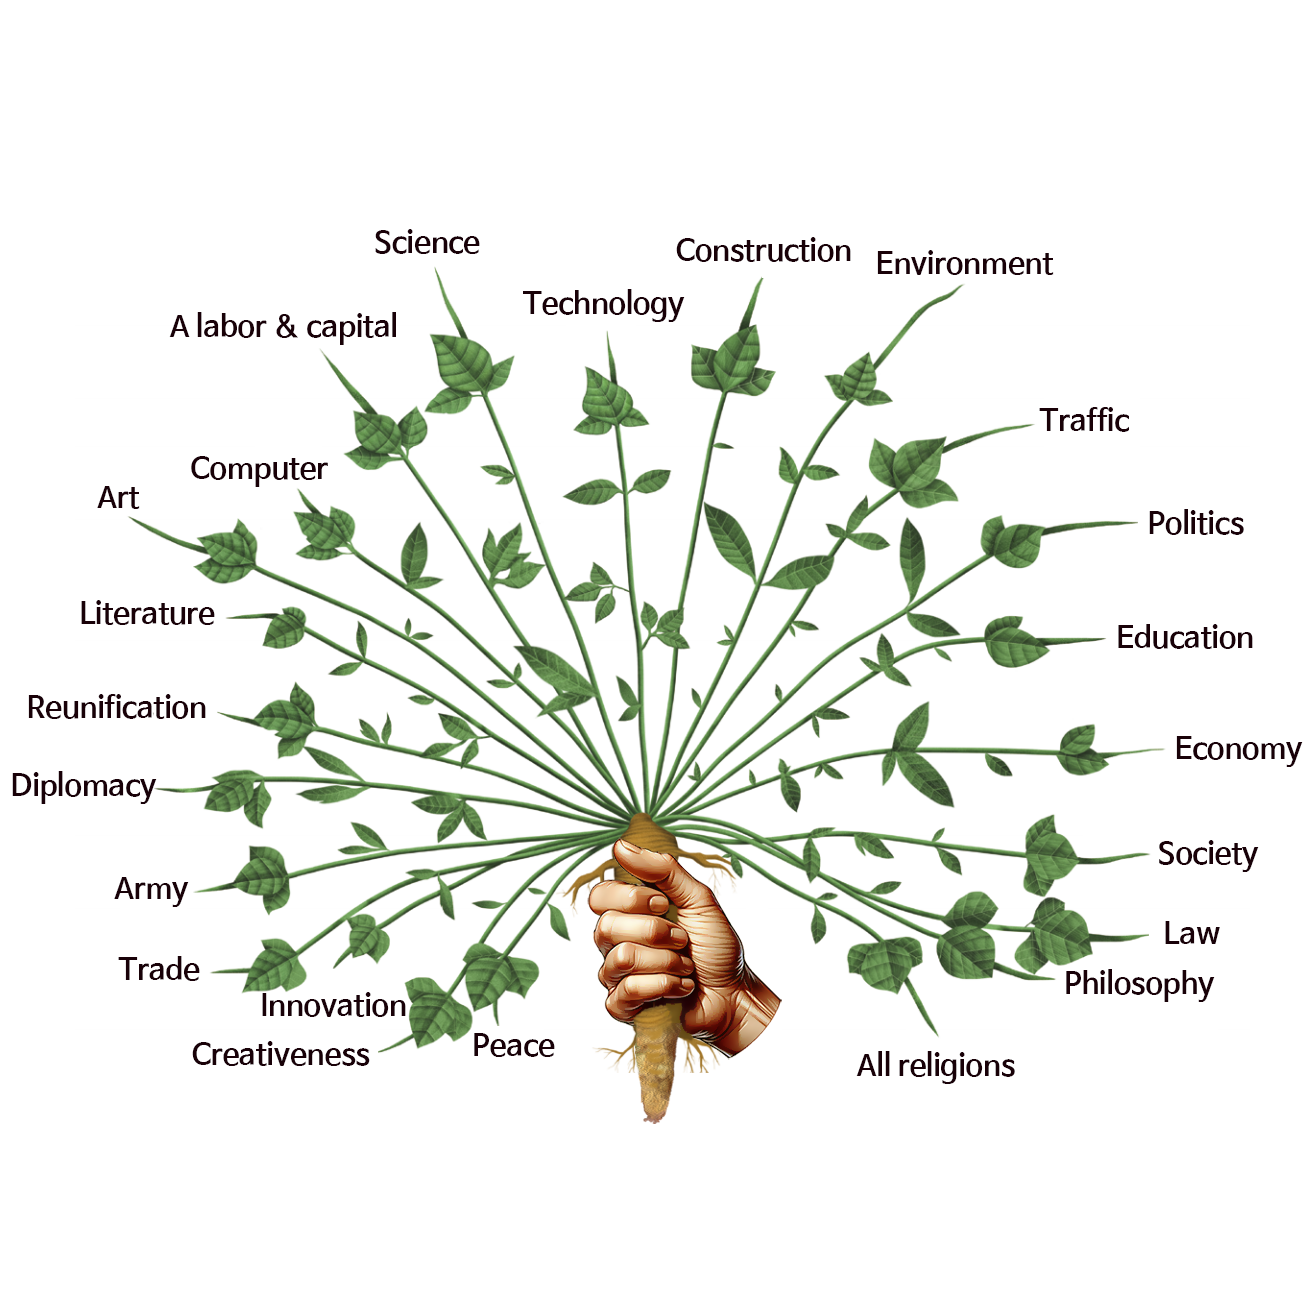 Science
Construction
Environment
Technology
A labor & capital
Traffic
Computer
Art
Politics
Literature
Education
Reunification
Economy
Diplomacy
Society
Army
Law
Trade
Philosophy
Innovation
Peace
Creativeness
All religions